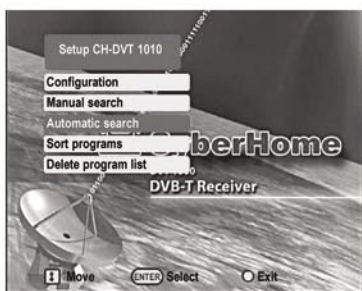 Setup CH-DVT 1010
Configuration
Manual search
Automatic search
Sort programs
Delete program list
berHome
DVB-T Receiver
Move ENTER Select Exit